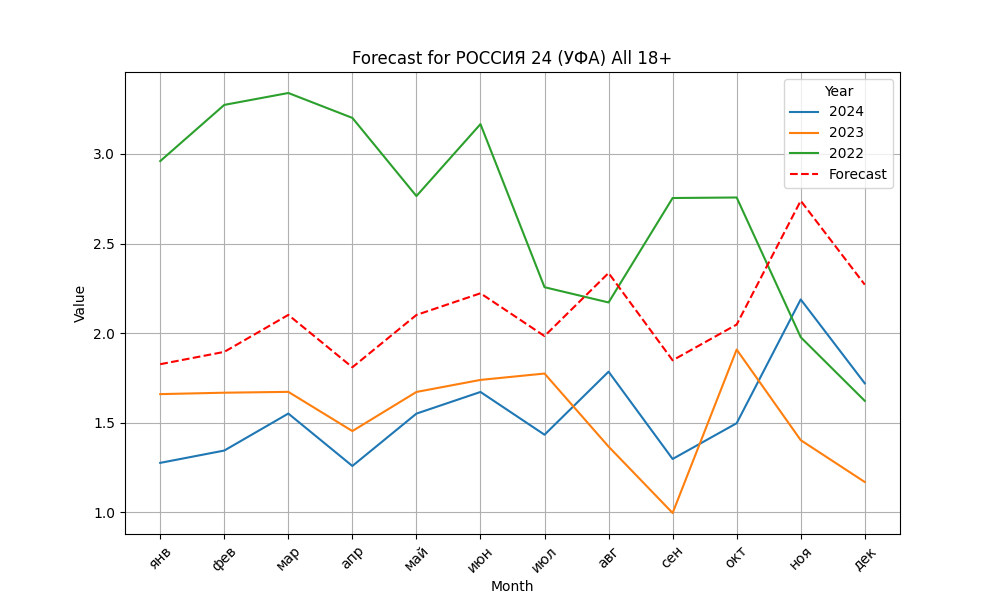 Forecast for РОССИЯ 24 (УФА) All 18+
Year
2024
2023
2022
Forecast
Value
3.0
2.5
2.0
1.5
1.0
янв
фев
мар
апр
май
июн
июл
авг
сен
окт
ноя
дек
Month